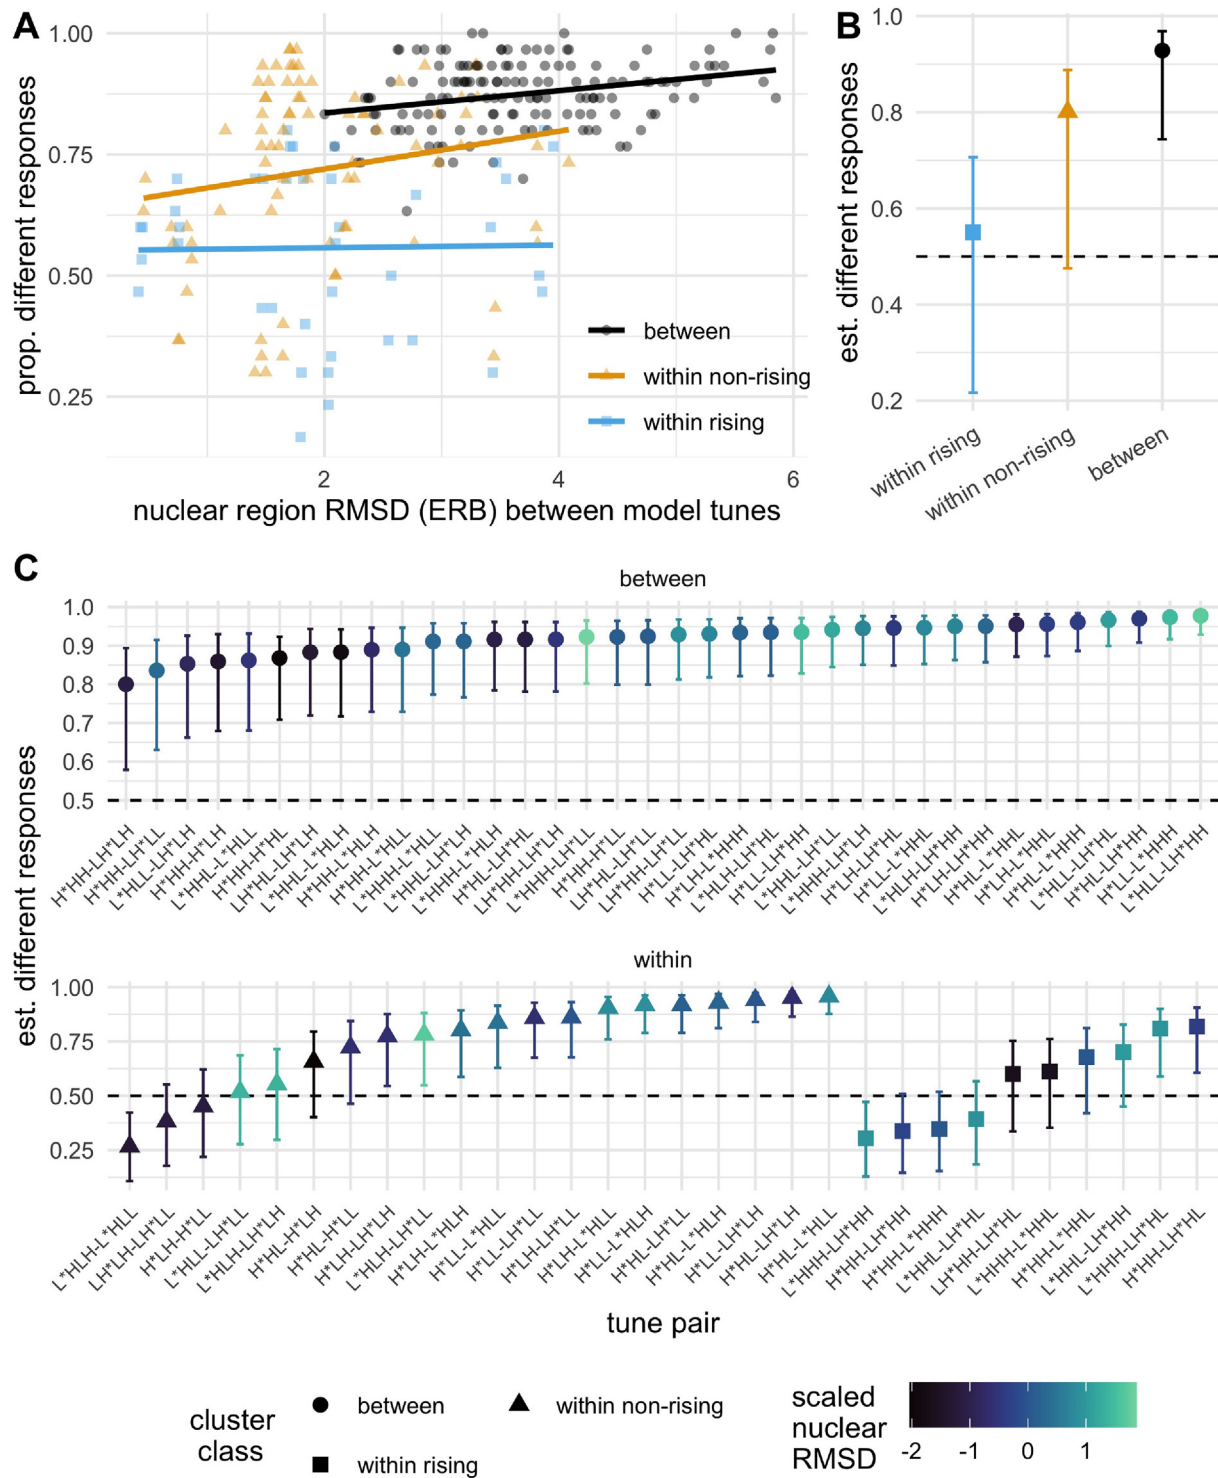 A
B
prop. different responses
1.00
0.75
0.50
0.25
between
within non-rising
within rising
2
4
6
nuclear region RMSD (ERB) between model tunes
est. different responses
1.0
0.8
0.6
0.4
0.2
within rising
within non-rising
between
C
between
est. different responses
1.0
0.9
0.8
0.7
0.6
0.5
H*HH-LH*LH
H*HH-LH*LL
H*HH-H*LH
L*HHL-L*HLL
H*HH-H*HL
LH*HL-LH*LH
L*HHL-L*HLH
H*HH-L*HLH
H*HH-L*HLL
L*HHH-L*HLL
L*HHL-LH*LH
L*HHH-L*HLH
H*HL-LH*HL
LH*HH-LH*LH
L*HHH-LH*LL
H*HH-H*LL
LH*HH-LH*LL
LH*HL-LH*LL
H*LL-LH*HL
H*LH-L*HHH
L*HLH-LH*HL
H*LL-LH*HH
L*HHL-LH*LL
L*HHH-LH*LH
H*LH-LH*HL
H*LL-L*HHL
L*HLH-LH*HH
H*LH-LH*HH
H*HL-L*HHL
H*LH-L*HHL
H*HL-L*HHH
L*HLL-LH*HL
H*HL-LH*HH
H*LL-L*HHH
L*HLL-LH*HH
within
1.00
0.75
0.50
0.25
L*HLH-L*HLL
LH*LH-LH*LL
H*LH-H*LL
L*HLL-LH*LL
L*HLH-LH*LH
H*HL-H*LH
H*HL-H*LL
H*LH-LH*LH
L*HLH-LH*LL
H*LH-L*HLH
H*LL-L*HLL
H*LL-LH*LL
H*LH-LH*LL
H*LH-L*HLL
H*LL-L*HLH
H*HL-LH*LL
H*HL-L*HLH
H*LL-LH*LH
H*HL-LH*LH
H*HL-L*HLL
L*HHH-LH*HH
H*HH-LH*HH
H*HH-L*HHH
L*HHL-LH*HL
LH*HH-LH*HL
L*HHH-L*HHL
H*HH-L*HHL
L*HHL-LH*HH
L*HHH-LH*HL
H*HH-LH*HL
tune pair
cluster
class
between
within non-rising
within rising
scaled
nuclear
RMSD
-2
-1
0
1